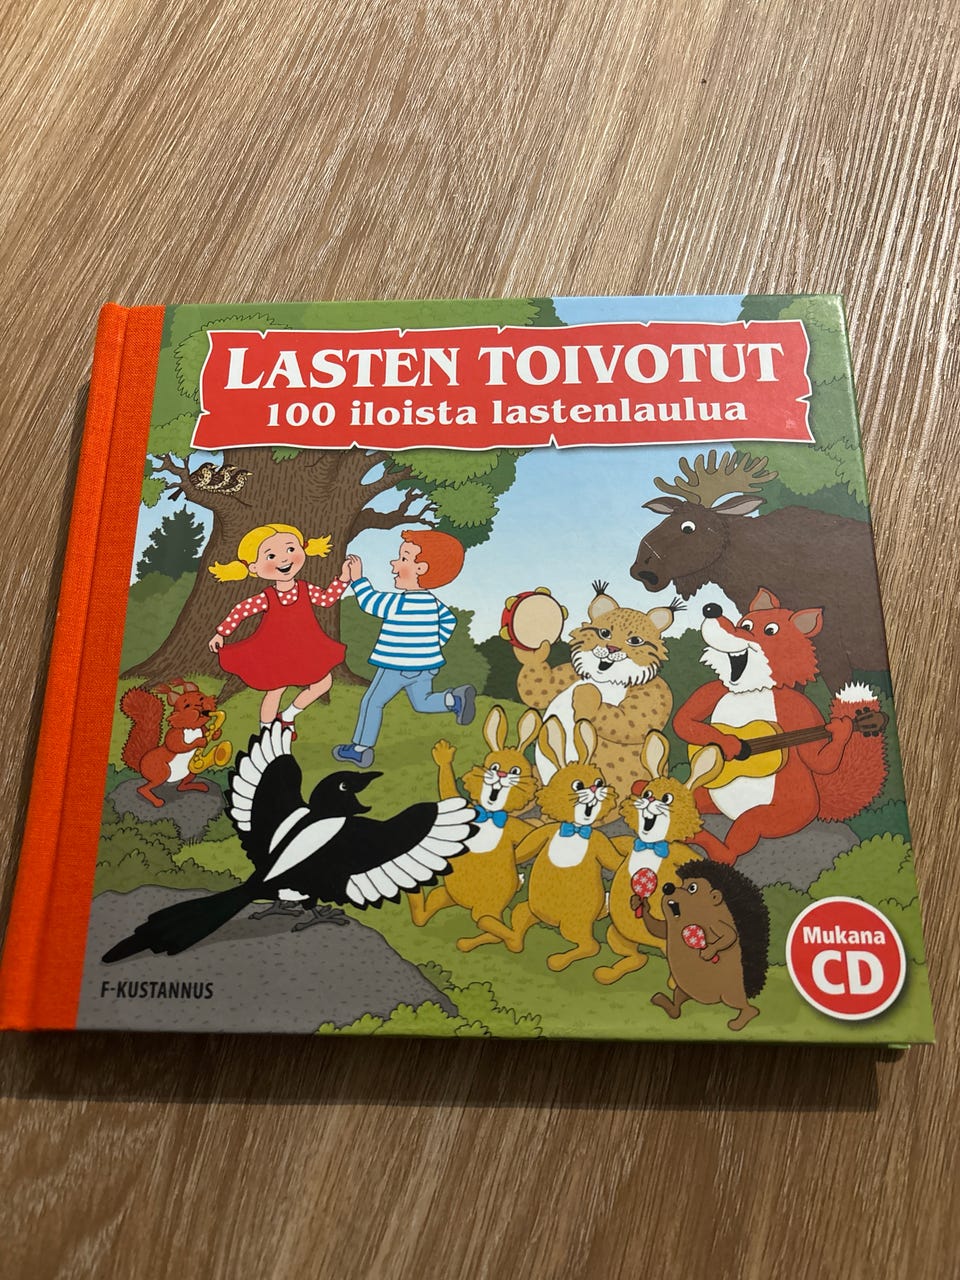 LASTEN TOIVOTUT
100 iloista lastenlaulua
Mukana
CD
F-KUSTANNUS